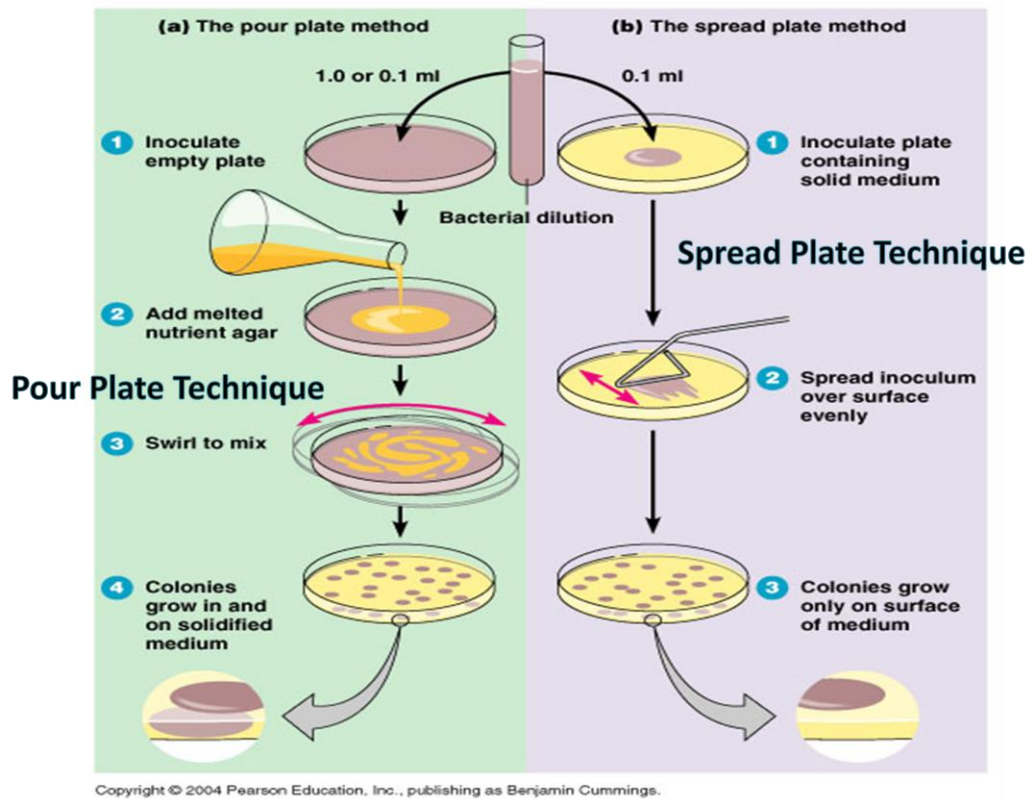 (a) The pour plate method
(b) The spread plate method
1.0 or 0.1 ml
0.1 ml
1 Inoculate
empty plate
1 Inoculate plate
containing
solid medium
Bacterial dilution
Spread Plate Technique
2 Add melted
nutrient agar
Pour Plate Technique
2 Spread inoculum
over surface
evenly
3 Swirl to mix
4 Colonies
grow in and
on solidified
medium
3 Colonies grow
only on surface
of medium
Copyright © 2004 Pearson Education, Inc., publishing as Benjamin Cummings.